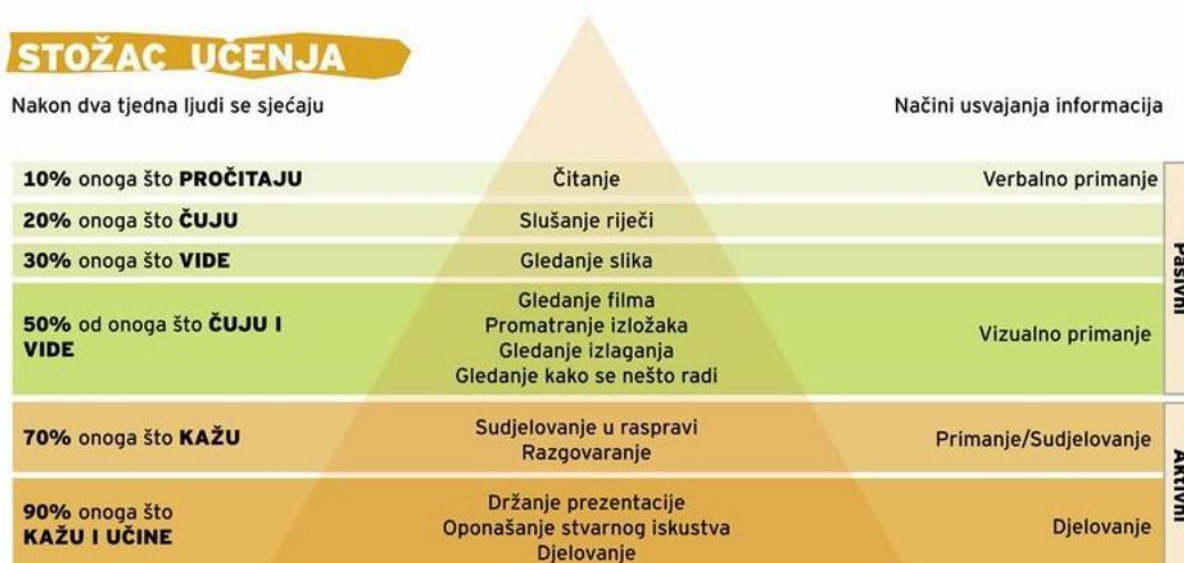 STOŽAC UČENJA
Nakon dva tjedna ljudi se sjećaju
Načini usvajanja informacija
10% onoga što PROČITAJU
Čitanje
Verbalno primanje
20% onoga što ČUJU
Slušanje riječi
30% onoga što VIDE
Gledanje slika
50% od onoga što ČUJU I
VIDE
Gledanje filma
Promatranje izložaka
Gledanje izlaganja
Gledanje kako se nešto radi
Vizualno primanje
Pasivni
70% onoga što KAŽU
Sudjelovanje u raspravi
Razgovaranje
Primanje/Sudjelovanje
90% onoga što
KAŽU I UČINE
Držanje prezentacije
Oponašanje stvarnog iskustva
Djelovanje
Djelovanje
Aktivni